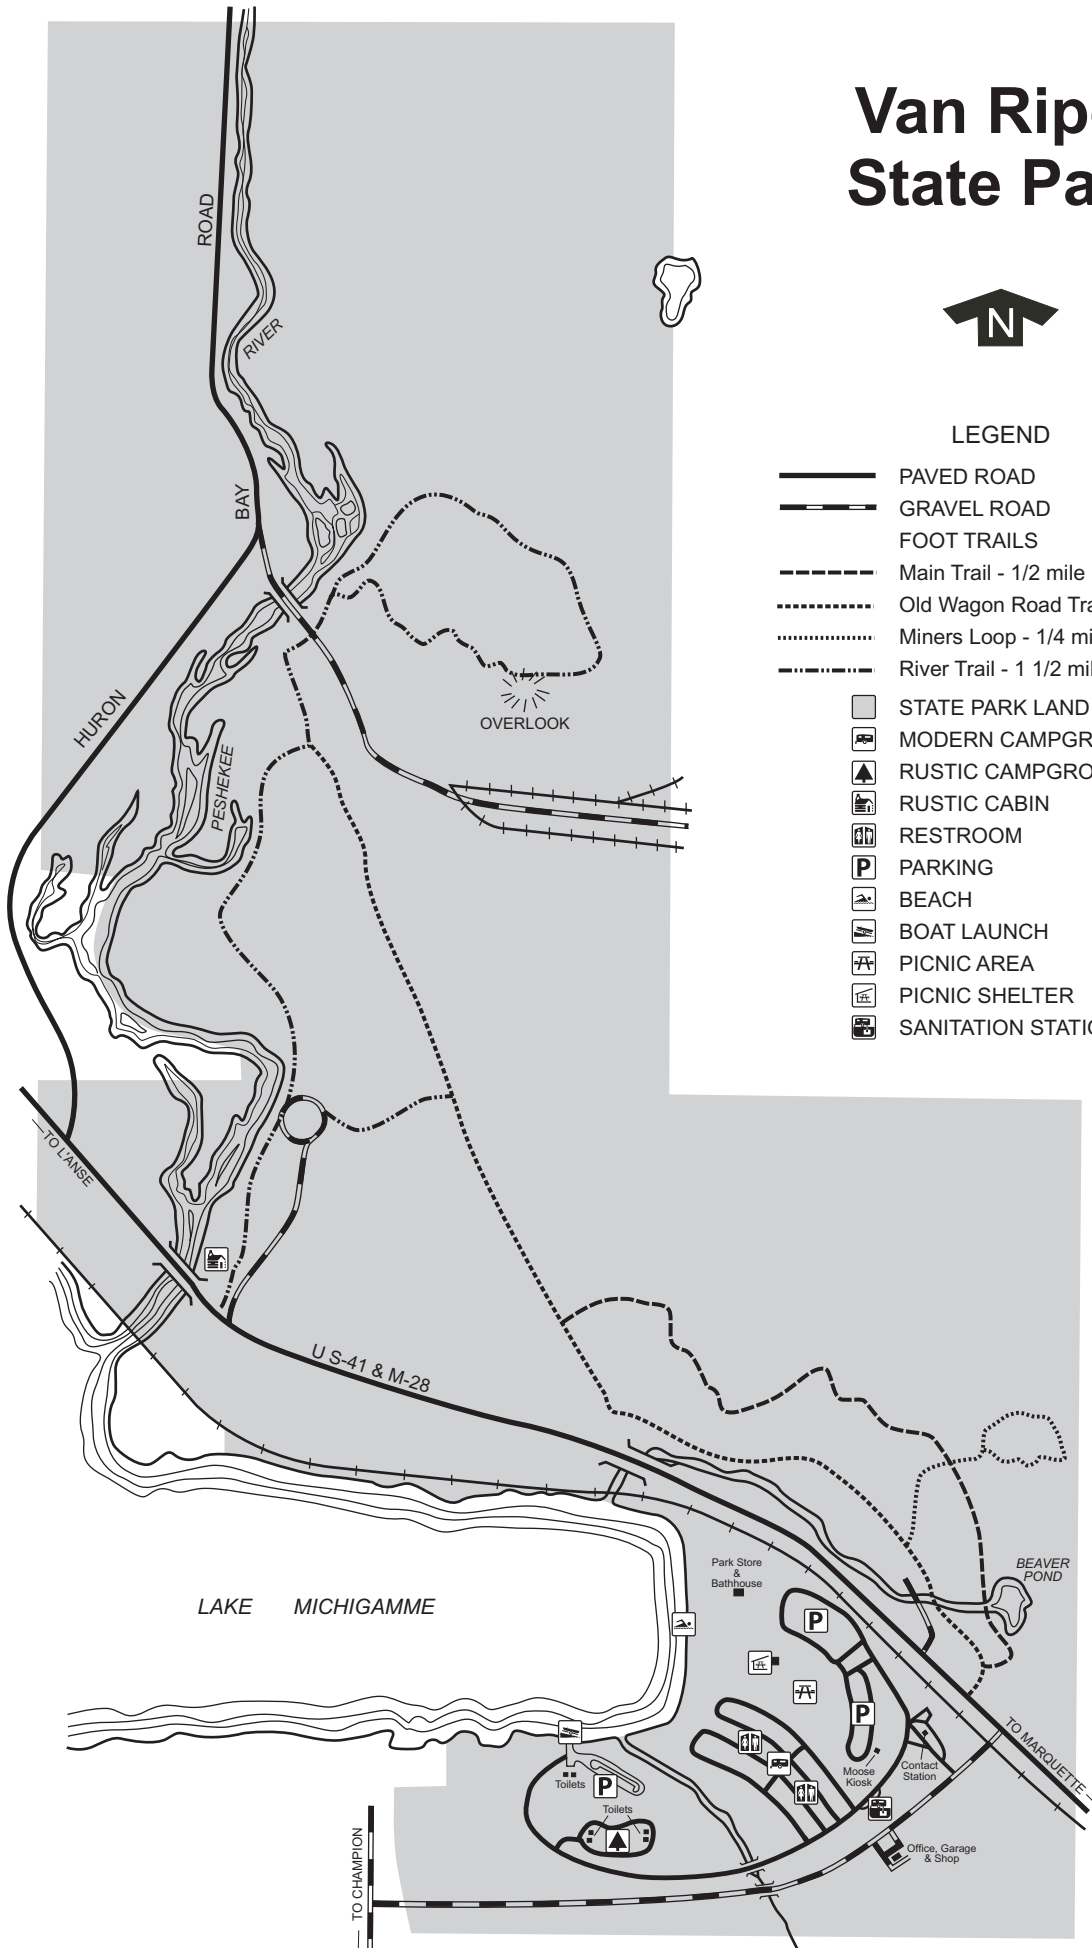 Van Rip
State Pa
N
LEGEND
PAVED ROAD
GRAVEL ROAD
FOOT TRAILS
Main Trail - 1/2 mile
Old Wagon Road Tra
Miners Loop - 1/4 mi
River Trail - 1 1/2 mil
STATE PARK LAND
MODERN CAMPGR
RUSTIC CAMPGRO
RUSTIC CABIN
RESTROOM
P PARKING
BEACH
BOAT LAUNCH
PICNIC AREA
PICNIC SHELTER
SANITATION STATI
ROAD
RIVER
BAY
HURON
PESHEKEE
OVERLOOK
TO L'ANSE
U S-41 & M-28
LAKE MICHIGAMME
Park Store
&
Bathhouse
BEAVER
POND
P
P
Moose
Kiosk
Contact
Station
TO MARQUETTE
Toilets
P
Toilets
Office, Garage
& Shop
TO CHAMPION